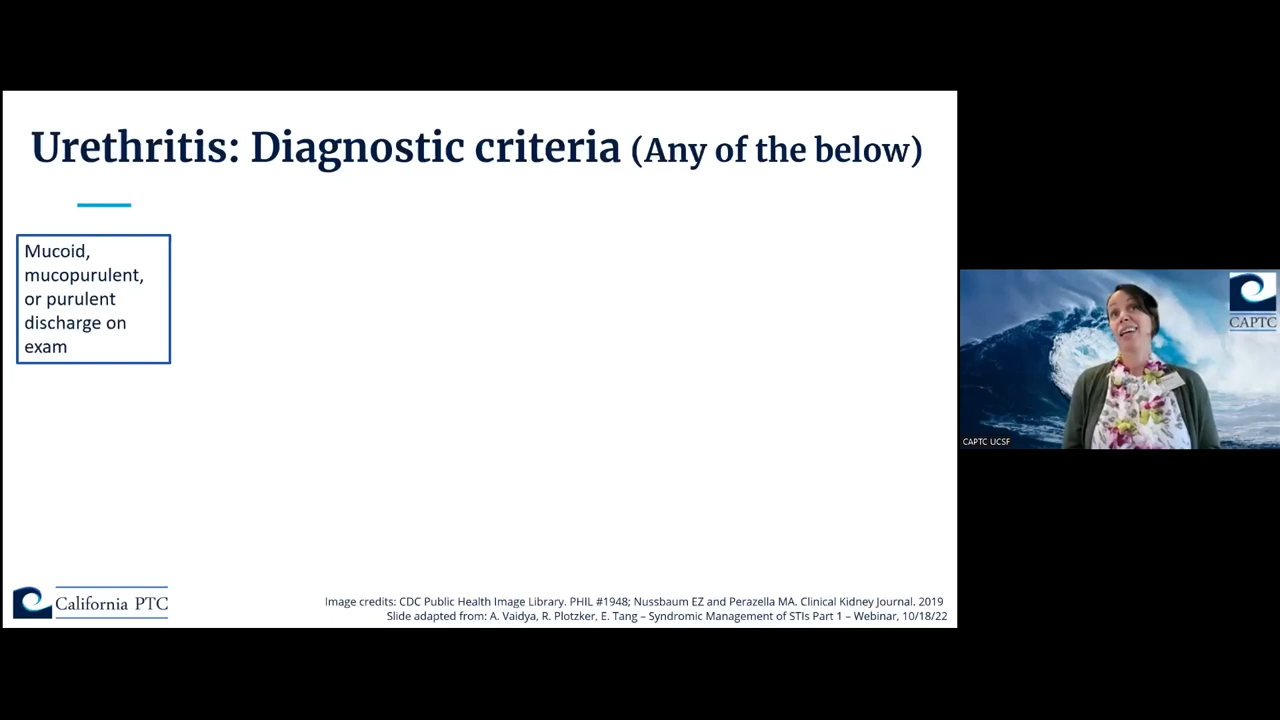 Urethritis: Diagnostic criteria (Any of the below)
Mucoid,
mucopurulent,
or purulent
discharge on
exam
CAPTC
CAPTC UCSF
California PTC
Image credits: CDC Public Health Image Library. PHIL #1948; Nussbaum EZ and Perazella MA. Clinical Kidney Journal. 2019
Slide adapted from: A. Vaidya, R. Plotzker, E. Tang – Syndromic Management of STIs Part 1 – Webinar, 10/18/22